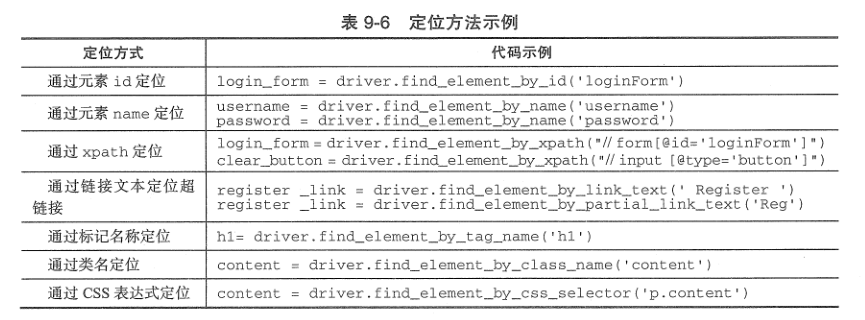 表 9-6 定位方法示例
定位方式 代码示例
通过元素 id 定位 login_form = driver.find_element_by_id('loginForm')
通过元素 name 定位 username = driver.find_element_by_name('username')
password = driver.find_element_by_name('password')
通过 xpath 定位 login_form = driver.find_element_by_xpath("// form[@id='loginForm']")
clear_button = driver.find_element_by_xpath("// input [@type='button']")
通过链接文本定位超 register _link = driver.find_element_by_link_text(' Register ')
链接 register _link = driver.find_element_by_partial_link_text('Reg')
通过标记名称定位 h1= driver.find_element_by_tag_name('h1')
通过类名定位 content = driver.find_element_by_class_name('content')
通过 CSS 表达式定位 content = driver.find_element_by_css_selector('p.content')